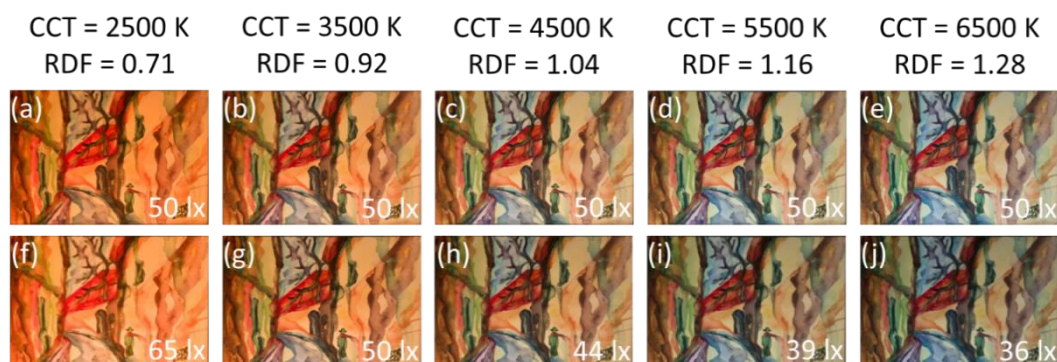 CCT = 2500 K CCT = 3500 K CCT = 4500 K CCT = 5500 K CCT = 6500 K
RDF = 0.71 RDF = 0.92 RDF = 1.04 RDF = 1.16 RDF = 1.28
(a) (b) (c) (d) (e)
50 lx 50 lx 50 lx 50 lx 50 lx
(f) (g) (h) (i) (j)
65 lx 50 lx 44 lx 39 lx 36 lx